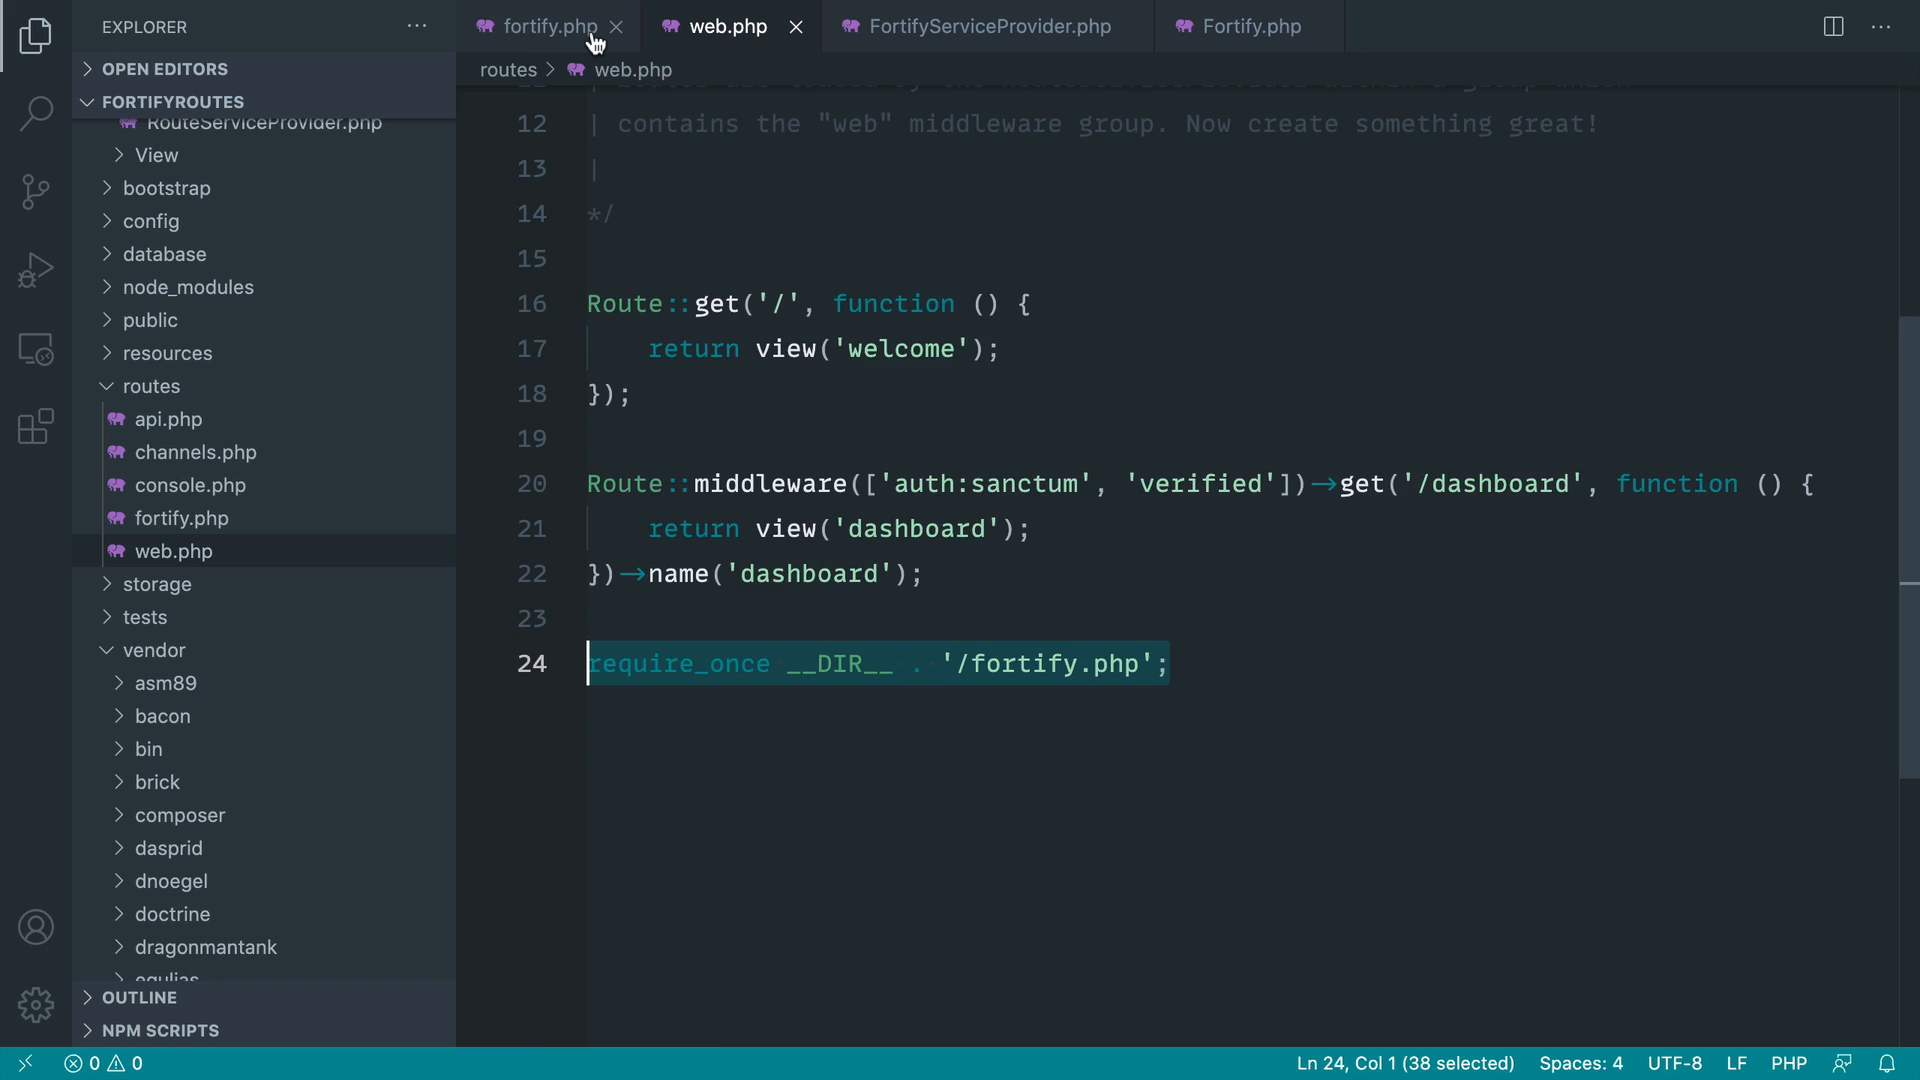 EXPLORER
OPEN EDITORS
FORTIFYROUTES
RouteServiceProvider.php
View
bootstrap
config
database
node_modules
public
resources
routes
api.php
channels.php
console.php
fortify.php
web.php
storage
tests
vendor
asm89
bacon
bin
brick
composer
dasprid
dnoegel
doctrine
dragonmantank
egulias
OUTLINE
NPM SCRIPTS
fortify.php web.php FortifyServiceProvider.php Fortify.php
routes > web.php
12 | contains the "web" middleware group. Now create something great!
13 |
14 */
15
16 Route::get('/', function () {
17 return view('welcome');
18 });
19
20 Route::middleware(['auth:sanctum', 'verified'])→get('/dashboard', function () {
21 return view('dashboard');
22 })→name('dashboard');
23
24 require_once __DIR__ . '/fortify.php';
0 0 Ln 24, Col 1 (38 selected) Spaces: 4 UTF-8 LF PHP